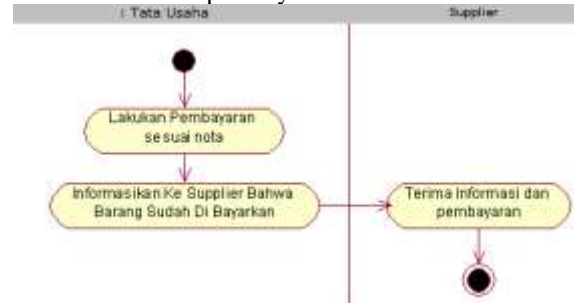 : Tata Usaha
Supplier
Lakukan Pembayaran
sesuai nota
Informasikan Ke Supplier Bahwa
Barang Sudah Di Bayarkan
Terima Informasi dan
pembayaran